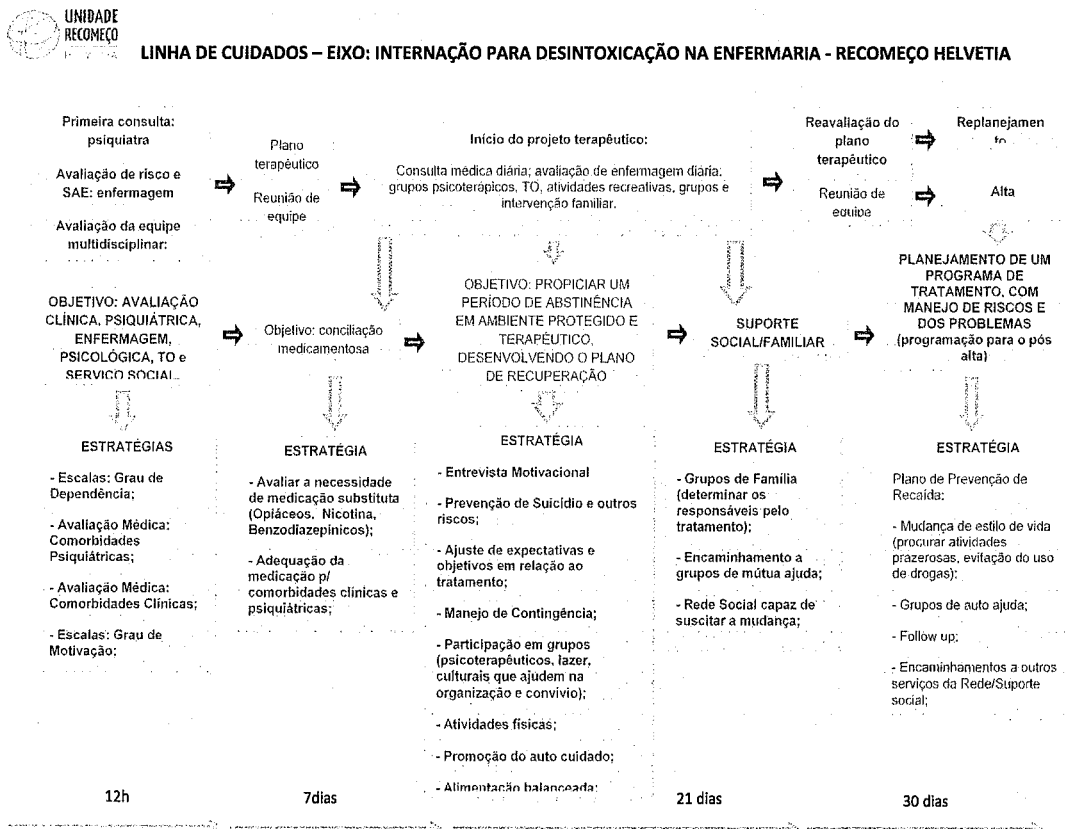 UNIDADE
RECOMEÇO
LINHA DE CUIDADOS – EIXO: INTERNAÇÃO PARA DESINTOXICAÇÃO NA ENFERMARIA - RECOMEÇO HELVETIA
Primeira consulta:
psiquiatra
Avaliação de risco e
SAE: enfermagem
Avaliação da equipe
multidisciplinar:
Plano
terapêutico
Reunião de
equipe
Início do projeto terapêutico:
Consulta médica diária; avaliação de enfermagem diária;
grupos psicoterápicos, TO, atividades recreativas, grupos e
intervenção familiar.
Reavaliação do
plano
terapêutico
Reunião de
equipe
Replanejamen
to
Alta
OBJETIVO: AVALIAÇÃO
CLÍNICA, PSIQUIÁTRICA,
ENFERMAGEM,
PSICOLÓGICA, TO e
SERVIÇO SOCIAL.
Objetivo: conciliação
medicamentosa
OBJETIVO: PROPICIAR UM
PERÍODO DE ABSTINÊNCIA
EM AMBIENTE PROTEGIDO E
TERAPÊUTICO,
DESENVOLVENDO O PLANO
DE RECUPERAÇÃO
SUPORTE
SOCIAL/FAMILIAR
PLANEJAMENTO DE UM
PROGRAMA DE
TRATAMENTO, COM
MANEJO DE RISCOS E
DOS PROBLEMAS
(programação para o pós
alta)
ESTRATÉGIAS
- Escalas: Grau de
Dependência;
- Avaliação Médica:
Comorbidades
Psiquiátricas;
- Avaliação Médica:
Comorbidades Clínicas;
- Escalas: Grau de
Motivação;
ESTRATÉGIA
- Avaliar a necessidade
de medicação substituta
(Opiáceos, Nicotina,
Benzodiazepínicos);
- Adequação da
medicação p/
comorbidades clínicas e
psiquiátricas;
ESTRATÉGIA
- Entrevista Motivacional
- Prevenção de Suicídio e outros
riscos;
- Ajuste de expectativas e
objetivos em relação ao
tratamento;
- Manejo de Contingência;
- Participação em grupos
(psicoterapêuticos, lazer,
culturais que ajudem na
organização e convívio);
- Atividades físicas;
- Promoção do auto cuidado;
- Alimentação balanceada;
ESTRATÉGIA
- Grupos de Família
(determinar os
responsáveis pelo
tratamento);
- Encaminhamento a
grupos de mútua ajuda;
- Rede Social capaz de
suscitar a mudança;
ESTRATÉGIA
Plano de Prevenção de
Recaída:
- Mudança de estilo de vida
(procurar atividades
prazerosas, evitação do uso
de drogas);
- Grupos de auto ajuda;
- Follow up;
- Encaminhamentos a outros
serviços da Rede/Suporte
social;
12h
7dias
21 dias
30 dias